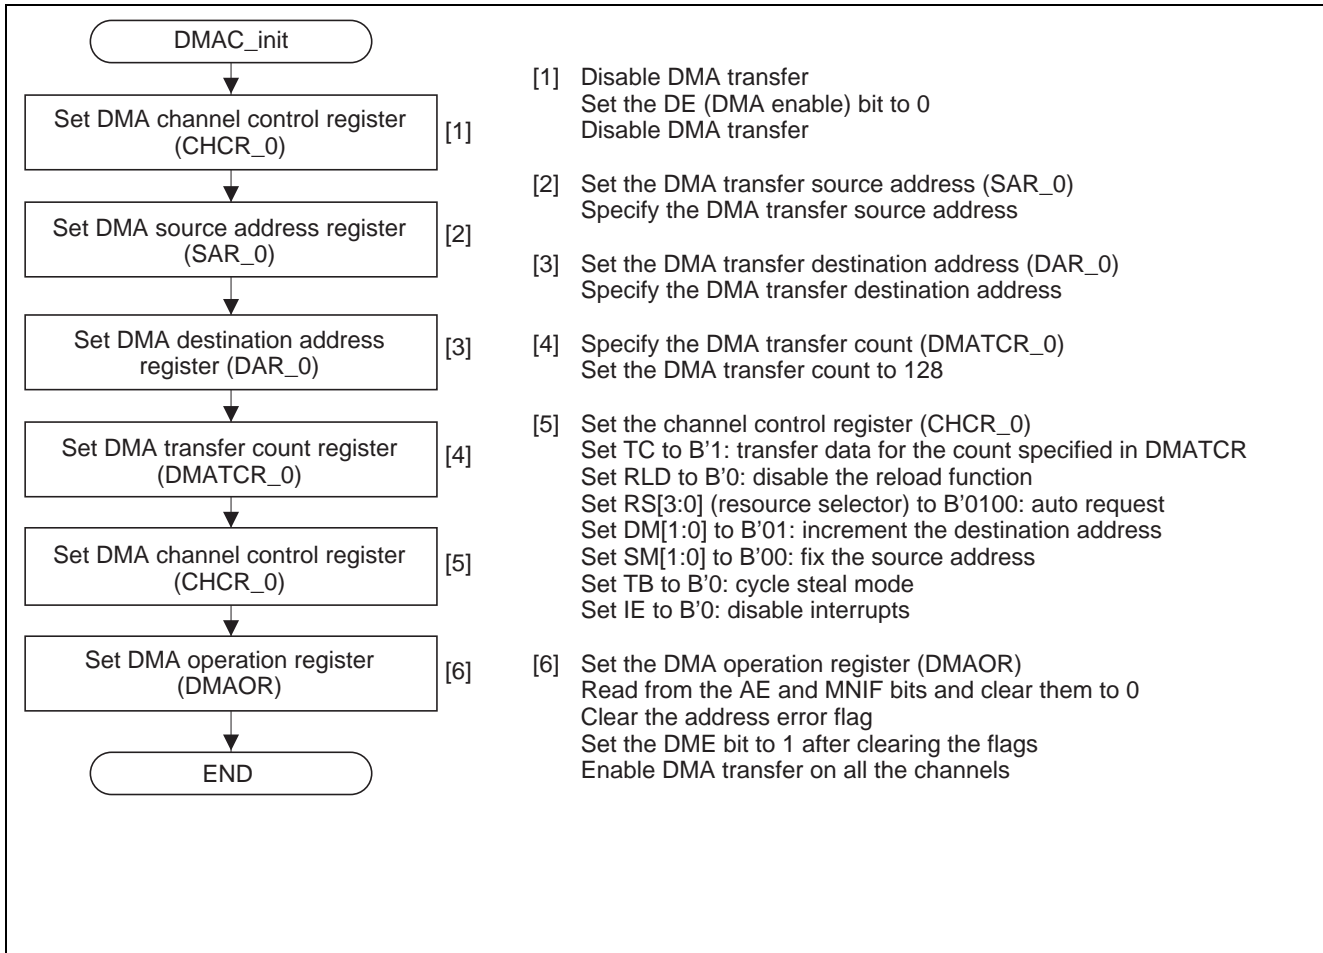 DMAC_init
Set DMA channel control register
(CHCR_0)
[1]
Set DMA source address register
(SAR_0)
[2]
Set DMA destination address
register (DAR_0)
[3]
Set DMA transfer count register
(DMATCR_0)
[4]
Set DMA channel control register
(CHCR_0)
[5]
Set DMA operation register
(DMAOR)
[6]
END
[1] Disable DMA transfer
Set the DE (DMA enable) bit to 0
Disable DMA transfer
[2] Set the DMA transfer source address (SAR_0)
Specify the DMA transfer source address
[3] Set the DMA transfer destination address (DAR_0)
Specify the DMA transfer destination address
[4] Specify the DMA transfer count (DMATCR_0)
Set the DMA transfer count to 128
[5] Set the channel control register (CHCR_0)
Set TC to B’1: transfer data for the count specified in DMATCR
Set RLD to B’0: disable the reload function
Set RS[3:0] (resource selector) to B’0100: auto request
Set DM[1:0] to B’01: increment the destination address
Set SM[1:0] to B’00: fix the source address
Set TB to B’0: cycle steal mode
Set IE to B’0: disable interrupts
[6] Set the DMA operation register (DMAOR)
Read from the AE and MNIF bits and clear them to 0
Clear the address error flag
Set the DME bit to 1 after clearing the flags
Enable DMA transfer on all the channels